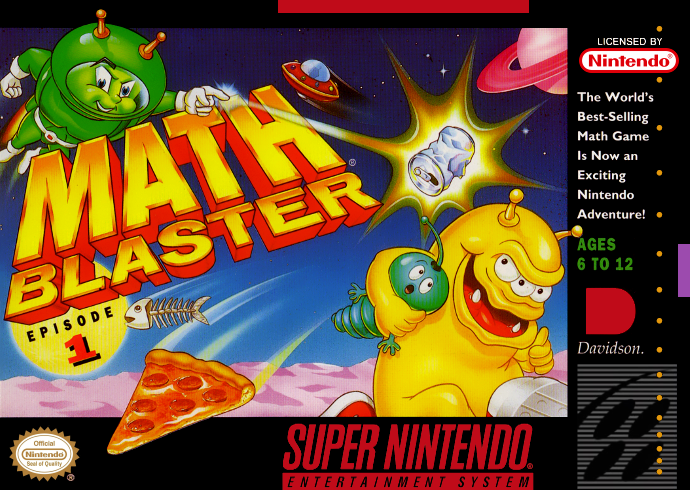 MATH
BLASTER®
EPISODE
1
LICENSED BY
Nintendo®
The World's
Best-Selling
Math Game
Is Now an
Exciting
Nintendo
Adventure!
AGES
6 TO 12
Davidson.
Official
Nintendo
Seal of Quality
®
SUPER NINTENDO®
ENTERTAINMENT SYSTEM